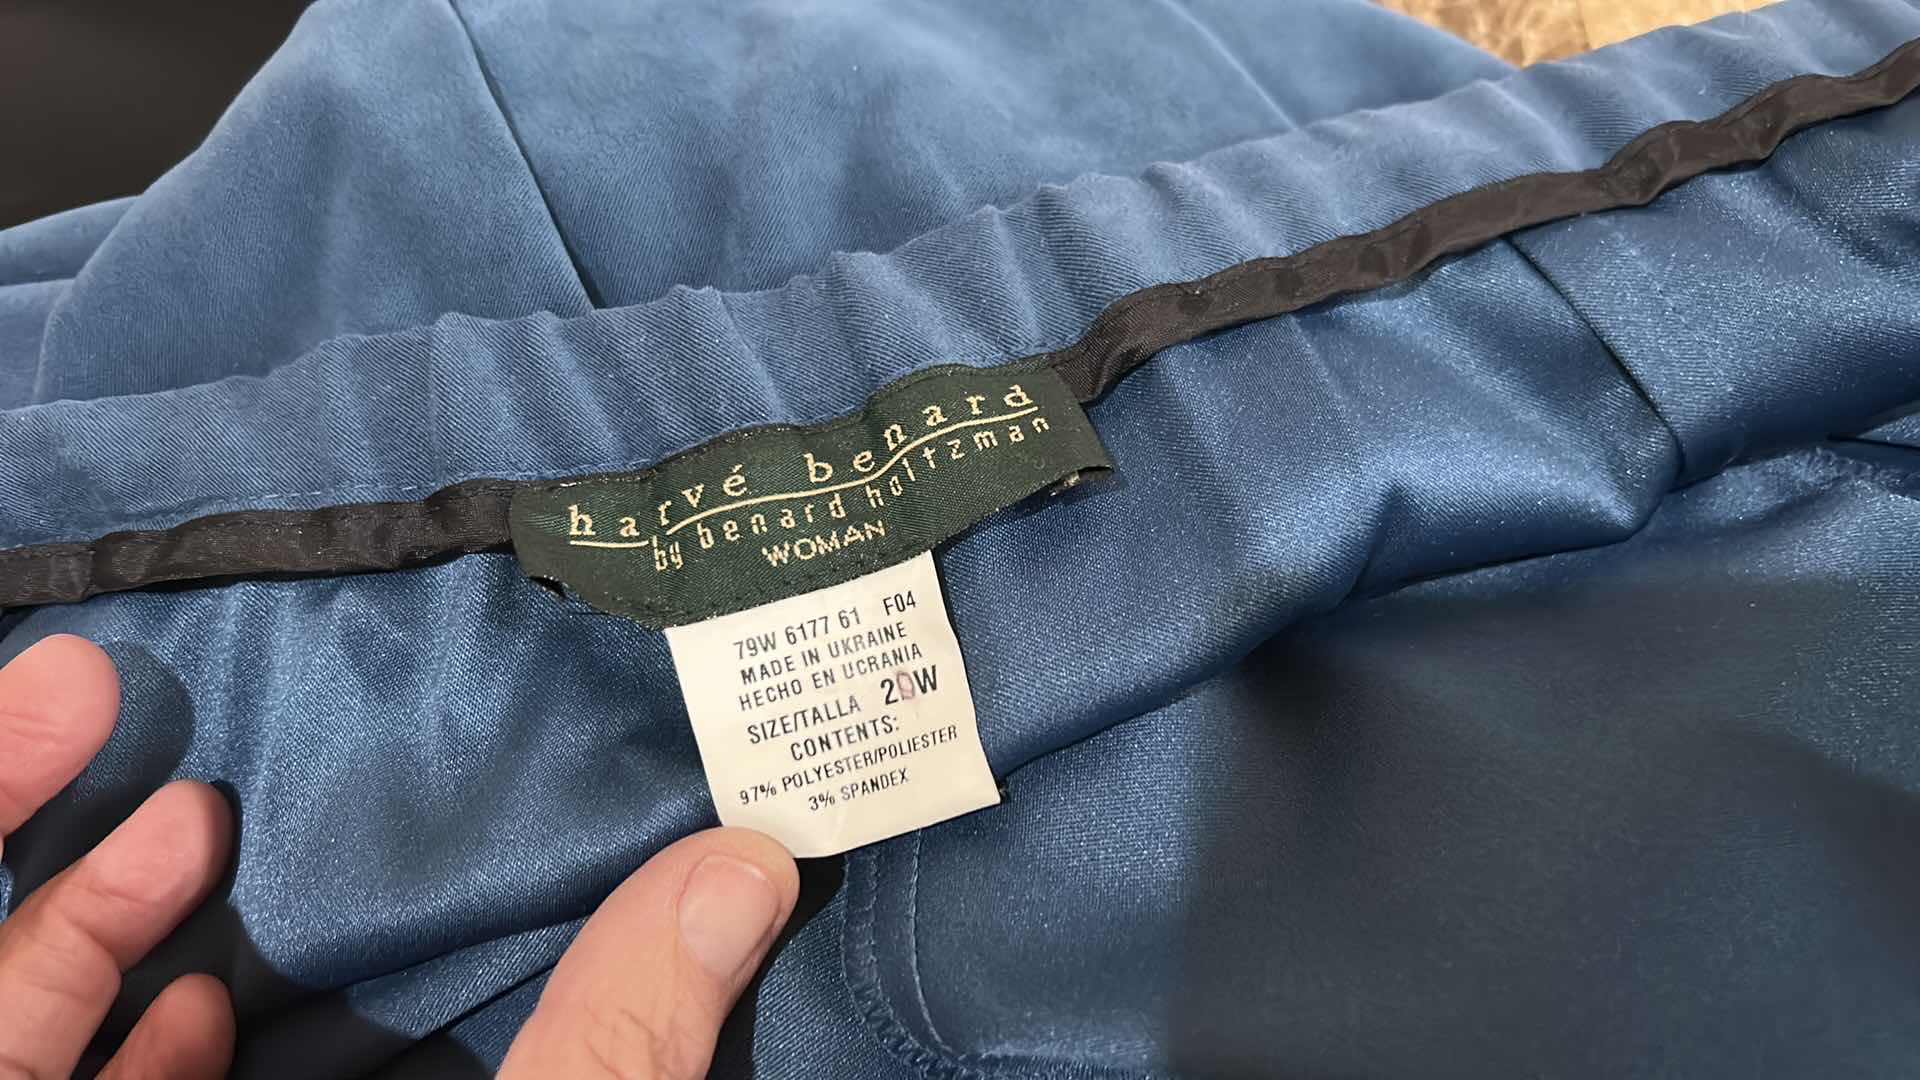 harvé benard
by benard holtzman
WOMAN
79W 6177 61 F04
MADE IN UKRAINE
HECHO EN UCRANIA
SIZE/TALLA
CONTENTS:
97% POLYESTER/POLIESTER
3% SPANDEX